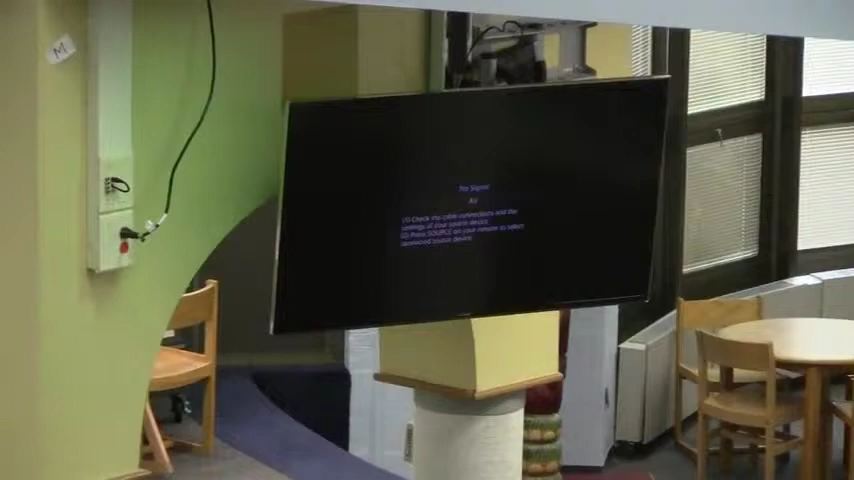 M
No Signal
AV
(1) Check the cable connections and the
settings of your source device.
(2) Press SOURCE on your remote to select
source device.